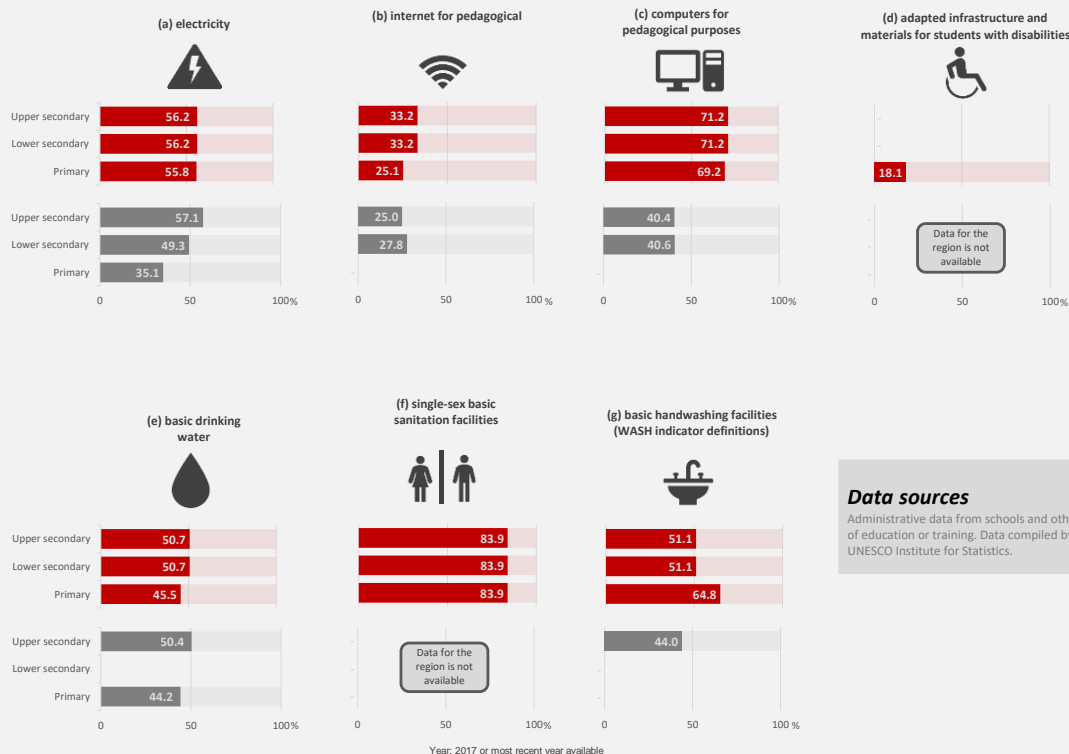 (a) electricity
Upper secondary 56.2
Lower secondary 56.2
Primary 55.8
Upper secondary 57.1
Lower secondary 49.3
Primary 35.1
0 50 100%
(b) internet for pedagogical
33.2
33.2
25.1
25.0
27.8
0 50 100 %
(c) computers for
pedagogical purposes
71.2
71.2
69.2
40.4
40.6
0 50 100 %
(d) adapted infrastructure and
materials for students with disabilities
18.1
Data for the
region is not
available
0 50 100 %
(e) basic drinking
water
Upper secondary 50.7
Lower secondary 50.7
Primary 45.5
Upper secondary 50.4
Lower secondary
Primary 44.2
0 50 100%
(f) single-sex basic
sanitation facilities
83.9
83.9
83.9
Data for the
region is not
available
0 50 100 %
(g) basic handwashing facilities
(WASH indicator definitions)
51.1
51.1
64.8
44.0
0 50 100 %
Data sources
Administrative data from schools and oth
of education or training. Data compiled by
UNESCO Institute for Statistics.
Year: 2017 or most recent year available